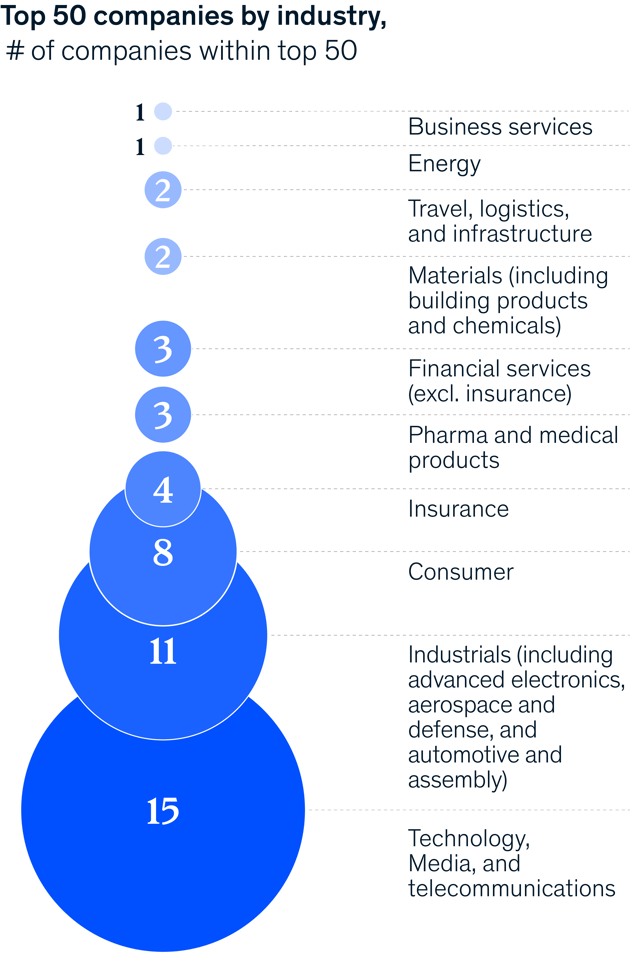 Top 50 companies by industry,
# of companies within top 50
1
Business services
1
Energy
2
Travel, logistics,
and infrastructure
2
Materials (including
building products
and chemicals)
3
Financial services
(excl. insurance)
3
Pharma and medical
products
4
Insurance
8
Consumer
11
Industrials (including
advanced electronics,
aerospace and
defense, and
automotive and
assembly)
15
Technology,
Media, and
telecommunications